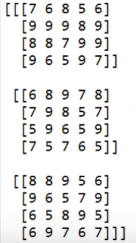 [[[7 6 8 5 6]
[9 9 9 8 9]
[8 8 7 9 9]
[9 6 5 9 7]]
[[6 8 9 7 8]
[7 9 8 5 7]
[5 9 6 5 9]
[7 5 7 6 5]]
[[8 8 9 5 6]
[9 6 5 7 9]
[6 5 8 9 5]
[6 9 7 6 7]]]